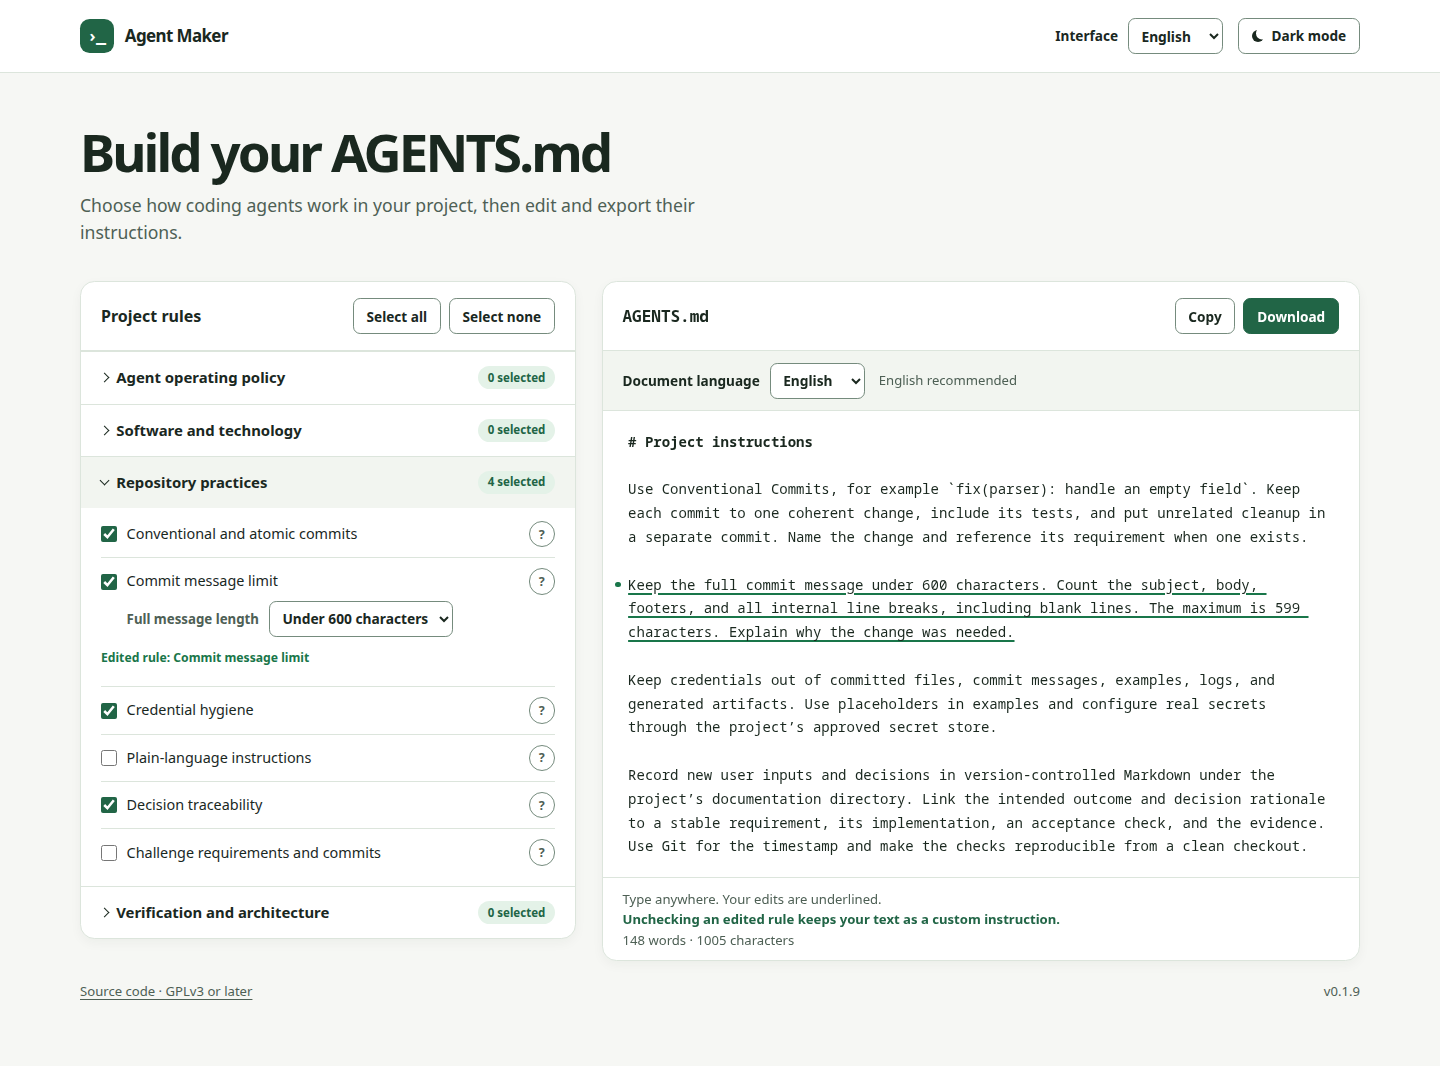 ›_ Agent Maker
Interface English Dark mode
Build your AGENTS.md
Choose how coding agents work in your project, then edit and export their
instructions.
Project rules Select all Select none
Agent operating policy 0 selected
Software and technology 0 selected
Repository practices 4 selected
Conventional and atomic commits ?
Commit message limit ?
Full message length Under 600 characters
Edited rule: Commit message limit
Credential hygiene ?
Plain-language instructions ?
Decision traceability ?
Challenge requirements and commits ?
Verification and architecture 0 selected
AGENTS.md Copy Download
Document language English English recommended
# Project instructions
Use Conventional Commits, for example `fix(parser): handle an empty field`. Keep
each commit to one coherent change, include its tests, and put unrelated cleanup in
a separate commit. Name the change and reference its requirement when one exists.
Keep the full commit message under 600 characters. Count the subject, body,
footers, and all internal line breaks, including blank lines. The maximum is 599
characters. Explain why the change was needed.
Keep credentials out of committed files, commit messages, examples, logs, and
generated artifacts. Use placeholders in examples and configure real secrets
through the project’s approved secret store.
Record new user inputs and decisions in version-controlled Markdown under the
project’s documentation directory. Link the intended outcome and decision rationale
to a stable requirement, its implementation, an acceptance check, and the evidence.
Use Git for the timestamp and make the checks reproducible from a clean checkout.
Type anywhere. Your edits are underlined.
Unchecking an edited rule keeps your text as a custom instruction.
148 words · 1005 characters
Source code · GPLv3 or later
v0.1.9